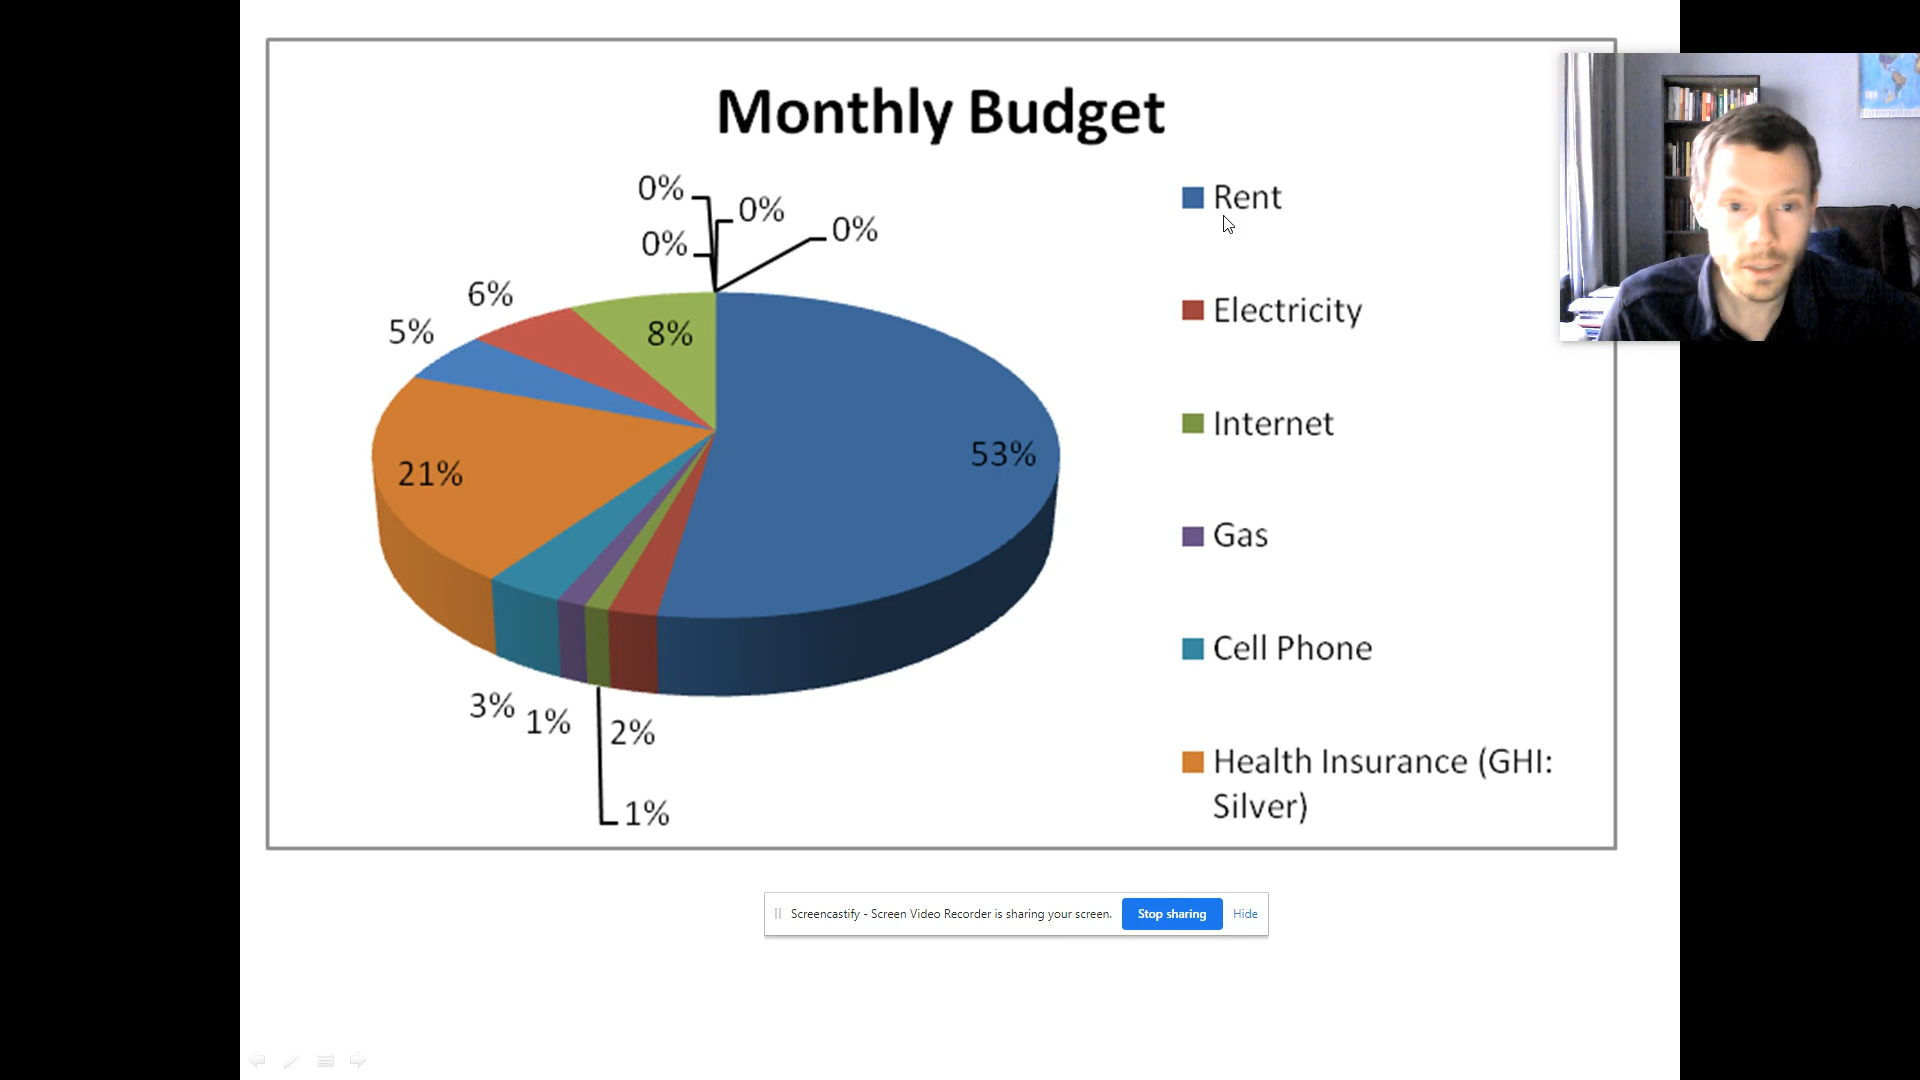 Monthly Budget
0%
0%
0%
0%
6%
5%
8%
53%
21%
3%
1%
2%
1%
Rent
Electricity
Internet
Gas
Cell Phone
Health Insurance (GHI:
Silver)
Screencastify - Screen Video Recorder is sharing your screen.
Stop sharing
Hide